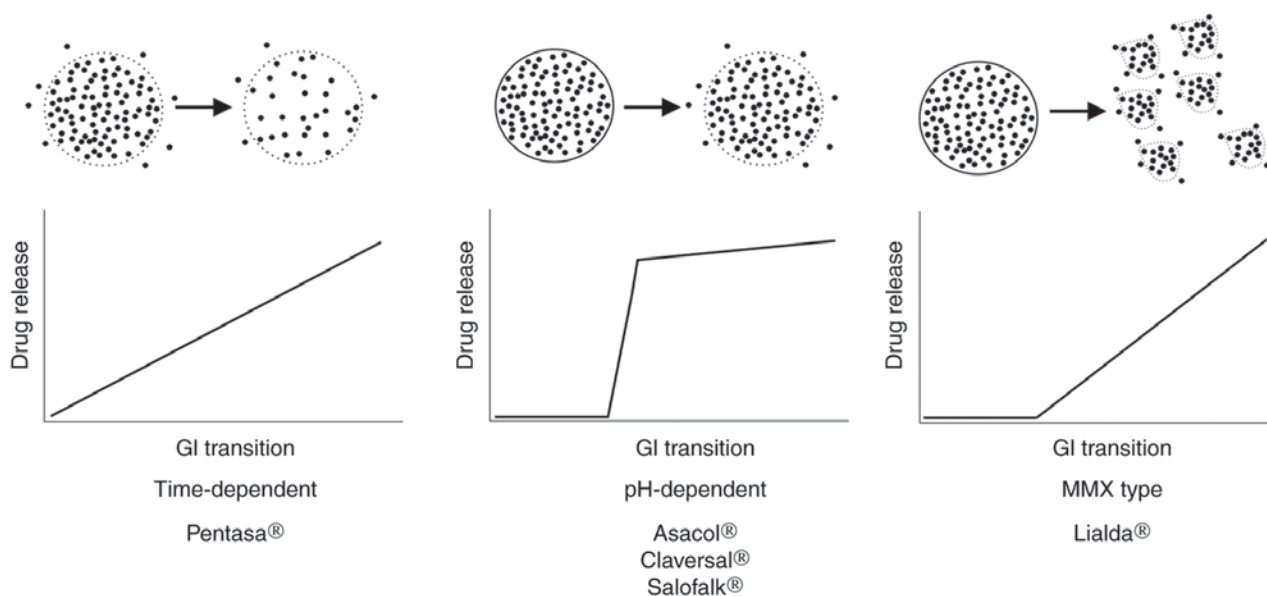 Drug release
GI transition
Time-dependent
Pentasa®
Drug release
GI transition
pH-dependent
Asacol®
Claversal®
Salofalk®
Drug release
GI transition
MMX type
Lialda®